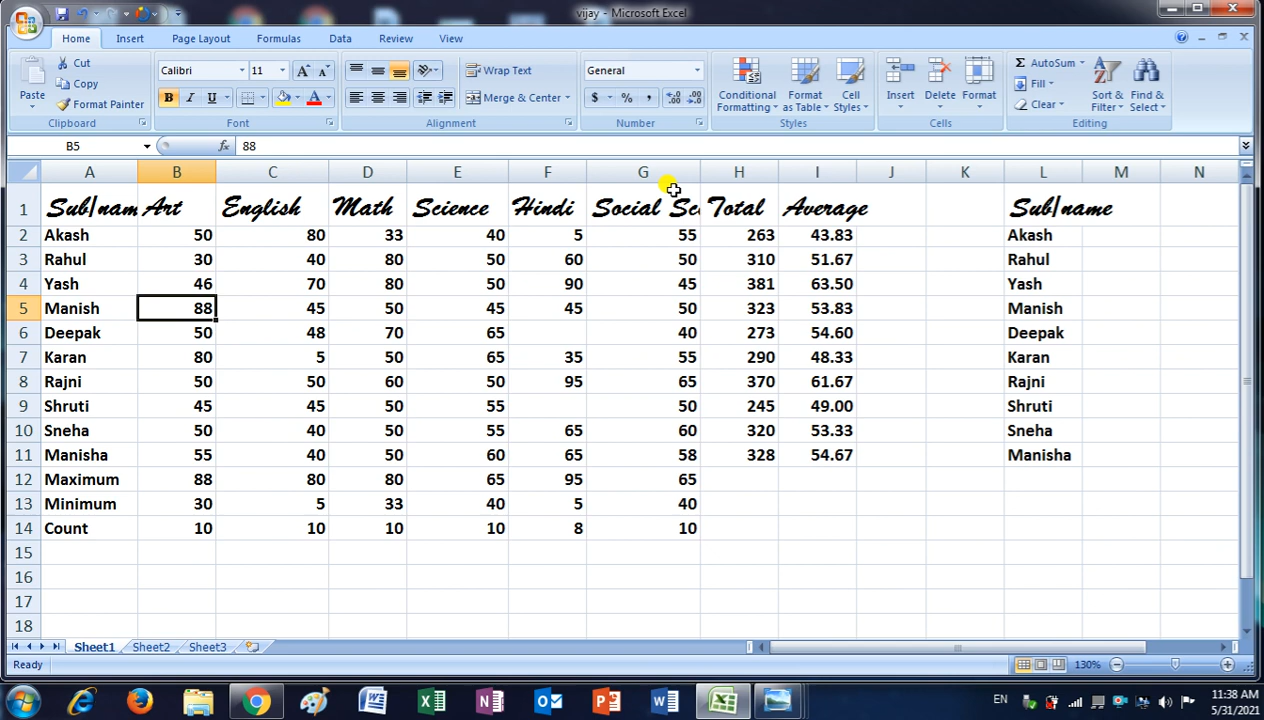 vijay - Microsoft Excel
Home Insert Page Layout Formulas Data Review View
Paste Cut Copy Format Painter
Calibri 11 A A Wrap Text General Conditional Formatting Format as Table Cell Styles Insert Delete Format AutoSum Fill Clear Sort & Filter Find & Select
B I U A Merge & Center $ % ,
Clipboard Font Alignment Number Styles Cells Editing
B5 fx 88
A B C D E F G H I J K L M N
1 Sub/nam Art English Math Science Hindi Social Sc Total Average Sub/name
2 Akash 50 80 33 40 5 55 263 43.83 Akash
3 Rahul 30 40 80 50 60 50 310 51.67 Rahul
4 Yash 46 70 80 50 90 45 381 63.50 Yash
5 Manish 88 45 50 45 45 50 323 53.83 Manish
6 Deepak 50 48 70 65 40 273 54.60 Deepak
7 Karan 80 5 50 65 35 55 290 48.33 Karan
8 Rajni 50 50 60 50 95 65 370 61.67 Rajni
9 Shruti 45 45 50 55 50 245 49.00 Shruti
10 Sneha 50 40 50 55 65 60 320 53.33 Sneha
11 Manisha 55 40 50 60 65 58 328 54.67 Manisha
12 Maximum 88 80 80 65 95 65
13 Minimum 30 5 33 40 5 40
14 Count 10 10 10 10 8 10
15
16
17
18
Sheet1 Sheet2 Sheet3
Ready 130%
EN 11:38 AM
5/31/2021